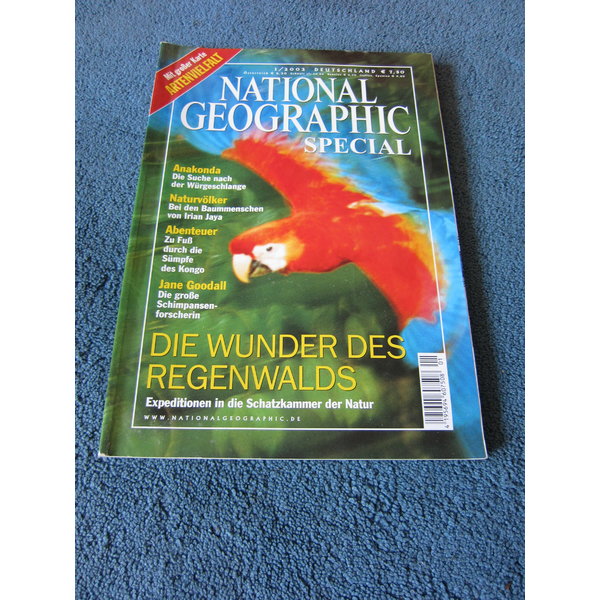 Mit großer Karte
ARTENVIELFALT
1/2003 DEUTSCHLAND € 7,50
NATIONAL
GEOGRAPHIC
SPECIAL
Anakonda
Die Suche nach
der Würgeschlange
Naturvölker
Bei den Baummenschen
von Irian Jaya
Abenteuer
Zu Fuß
durch die
Sümpfe
des Kongo
Jane Goodall
Die große
Schimpansen-
forscherin
DIE WUNDER DES
REGENWALDS
Expeditionen in die Schatzkammer der Natur
WWW.NATIONALGEOGRAPHIC.DE
01